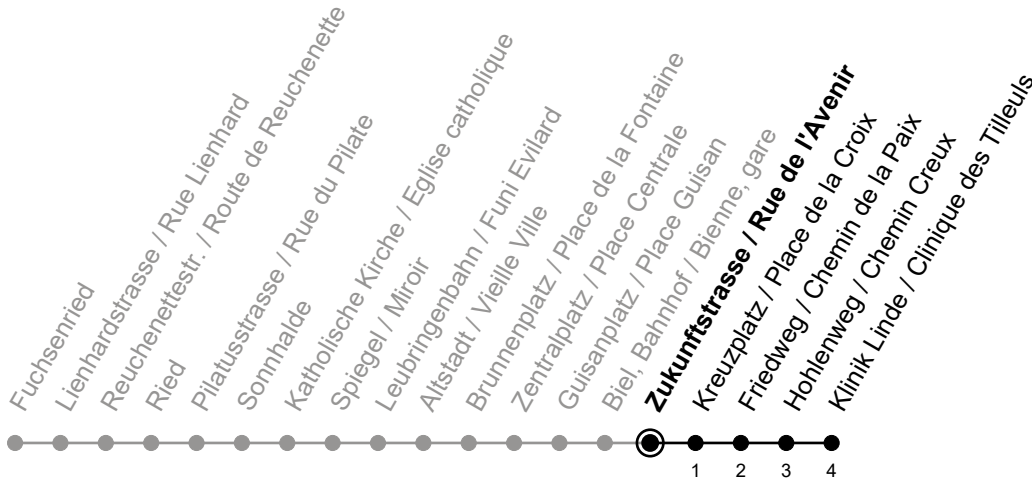 Fuchsenried
Lienhardstrasse / Rue Lienhard
Reuchenettestr. / Route de Reuchenette
Ried
Pilatusstrasse / Rue du Pilate
Sonnhalde
Katholische Kirche / Eglise catholique
Spiegel / Miroir
Leubringenbahn / Funi Evilard
Altstadt / Vieille Ville
Brunnenplatz / Place de la Fontaine
Zentralplatz / Place Centrale
Guisanplatz / Place Guisan
Biel, Bahnhof / Bienne, gare
Zukunftstrasse / Rue de l'Avenir
Kreuzplatz / Place de la Croix
Friedweg / Chemin de la Paix
Hohlenweg / Chemin Creux
Klinik Linde / Clinique des Tilleuls
1 2 3 4